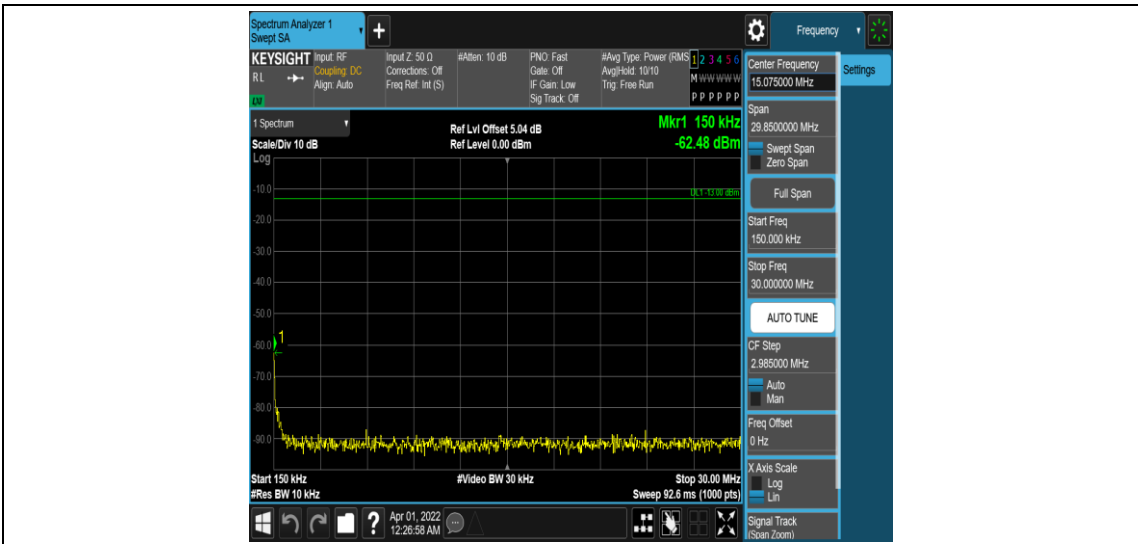 Spectrum Analyzer 1
Swept SA
+
Frequency
KEYSIGHT
RL
LXI
Input: RF
Coupling: DC
Align: Auto
Input Z: 50 Ω
Corrections: Off
Freq Ref: Int (S)
#Atten: 10 dB
PNO: Fast
Gate: Off
IF Gain: Low
Sig Track: Off
#Avg Type: Power (RMS
Avg|Hold: 10/10
Trig: Free Run
1 2 3 4 5 6
M W W W W W
P P P P P P
1 Spectrum
Scale/Div 10 dB
Log
Ref Lvl Offset 5.04 dB
Ref Level 0.00 dBm
Mkr1 150 kHz
-62.48 dBm
DL1 -13.00 dBm
-10.0
-20.0
-30.0
-40.0
-50.0
-60.0
-70.0
-80.0
-90.0
1
Start 150 kHz
#Res BW 10 kHz
#Video BW 30 kHz
Stop 30.00 MHz
Sweep 92.6 ms (1000 pts)
Center Frequency
15.075000 MHz
Settings
Span
29.8500000 MHz
Swept Span
Zero Span
Full Span
Start Freq
150.000 kHz
Stop Freq
30.000000 MHz
AUTO TUNE
CF Step
2.985000 MHz
Auto
Man
Freq Offset
0 Hz
X Axis Scale
Log
Lin
Signal Track
(Span Zoom)
?
Apr 01, 2022
12:26:58 AM